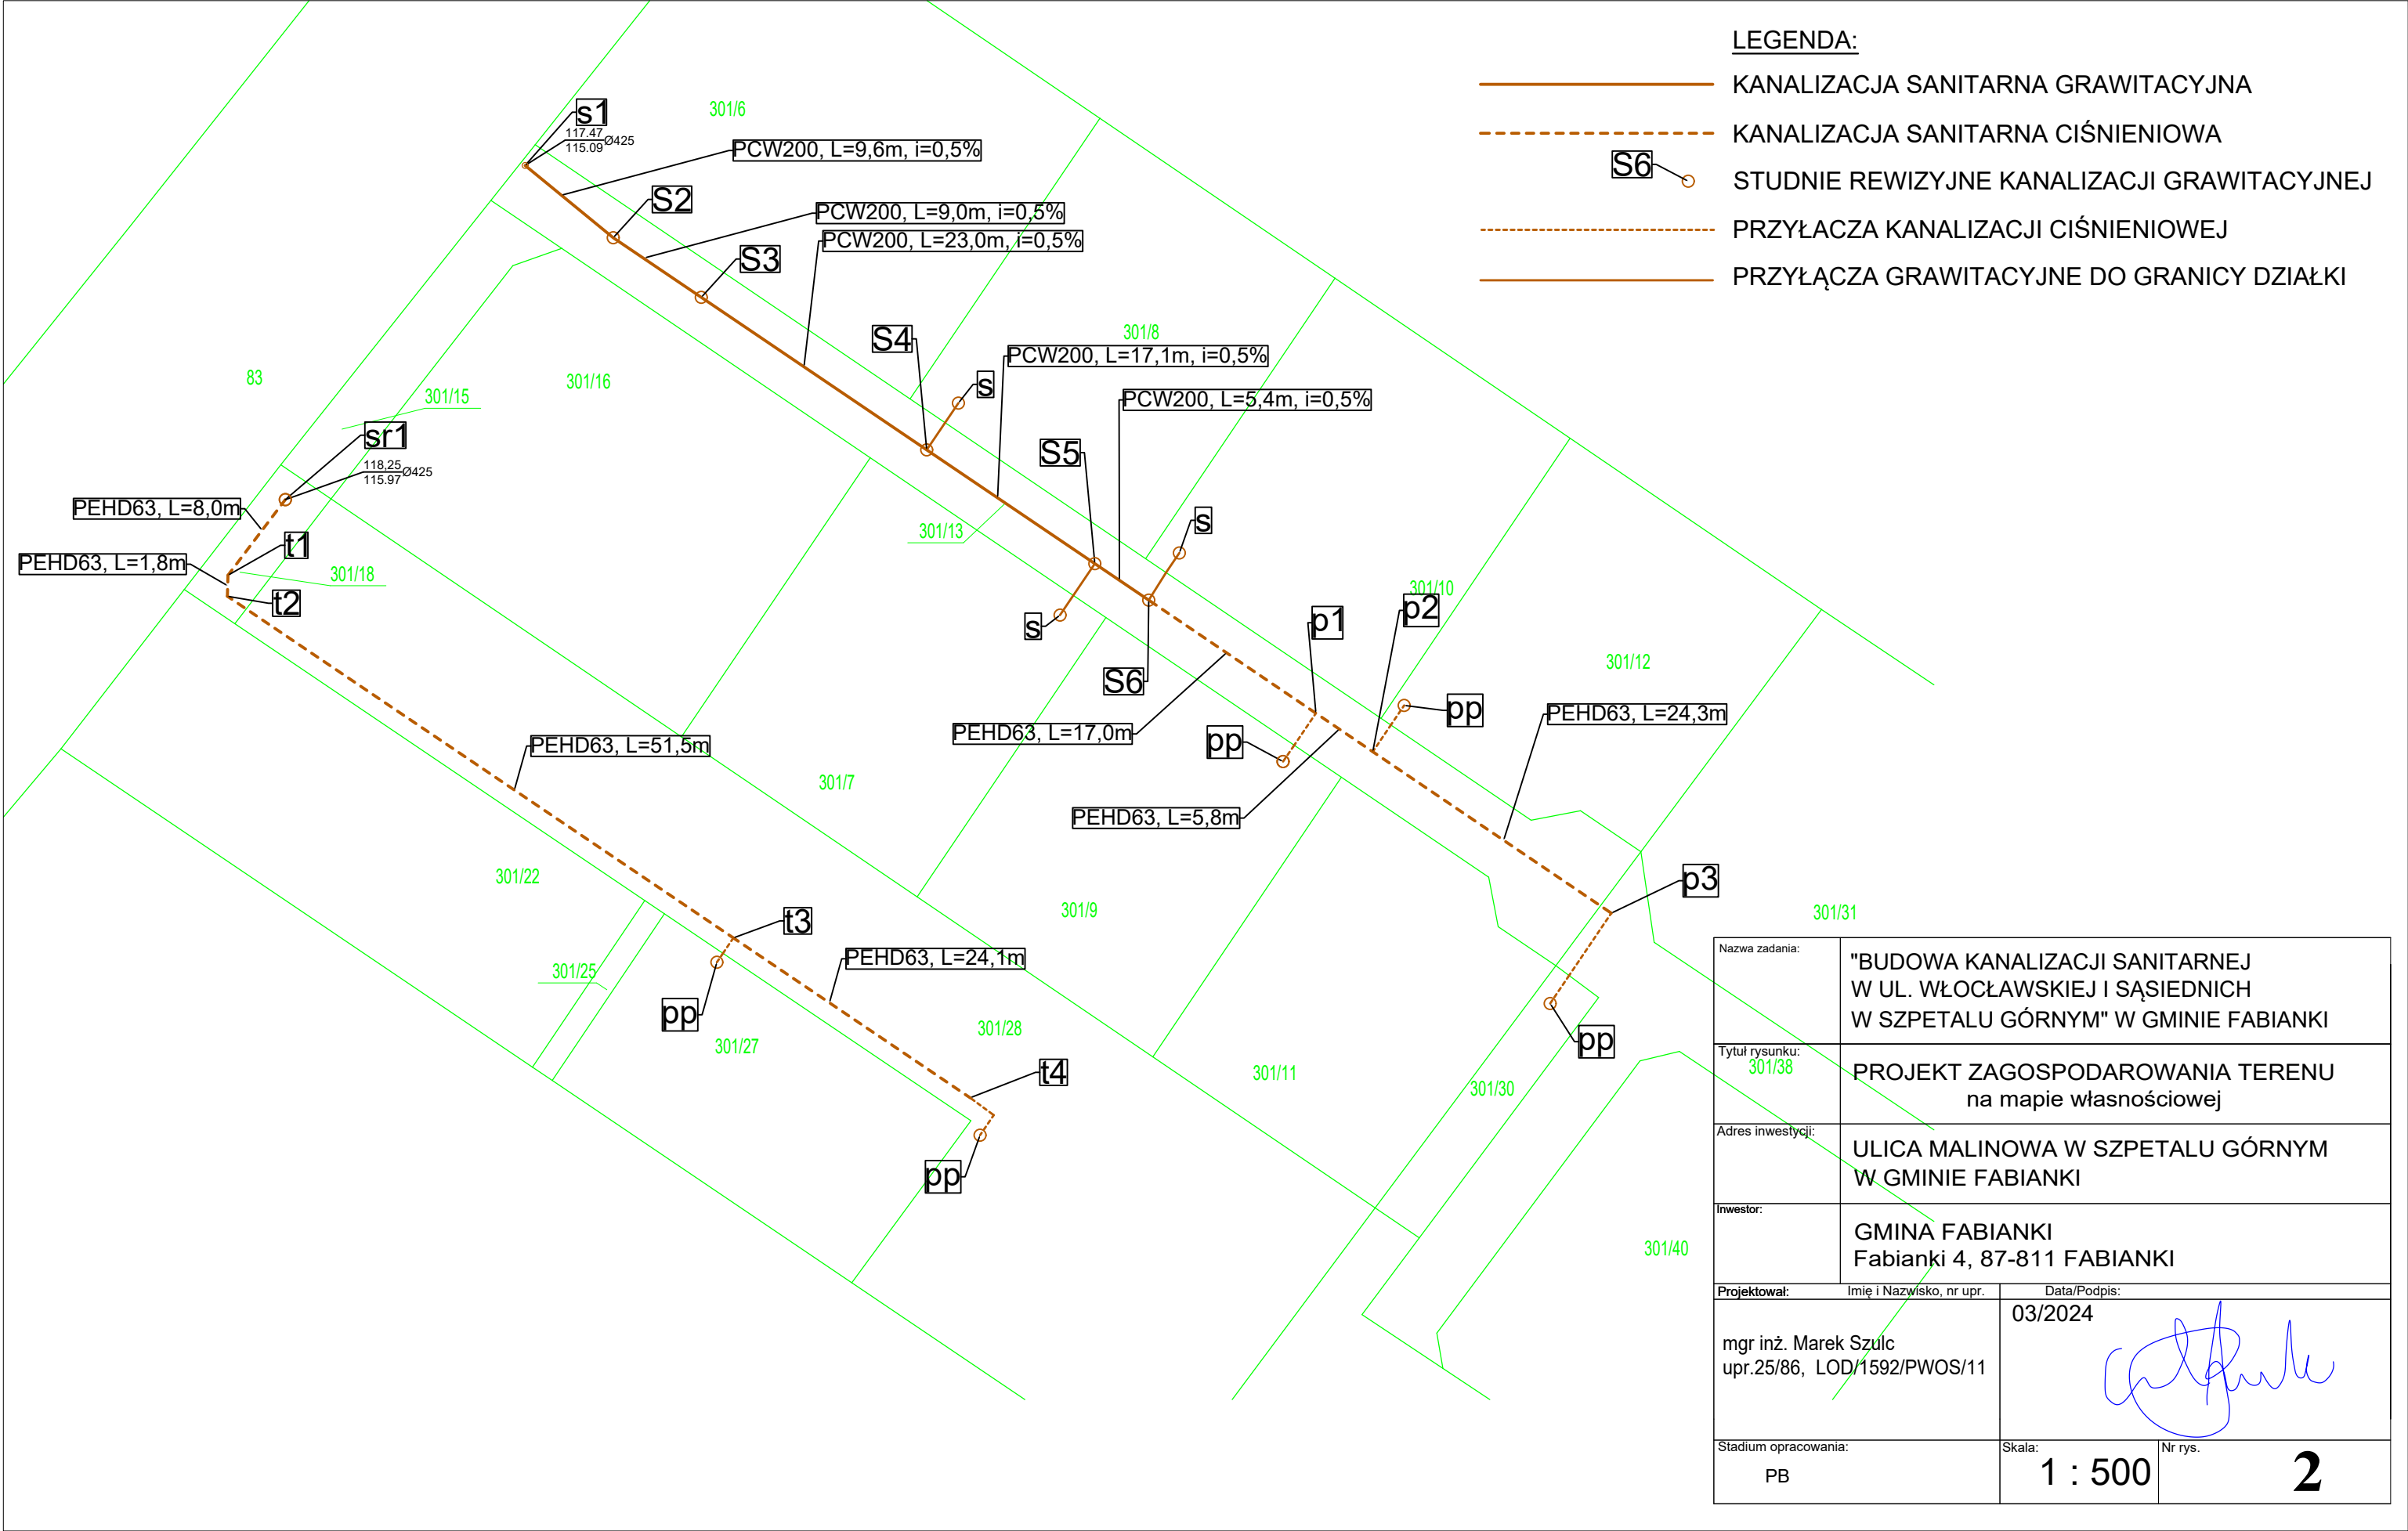 LEGENDA:
KANALIZACJA SANITARNA GRAWITACYJNA
KANALIZACJA SANITARNA CIŚNIENIOWA
S6
STUDNIE REWIZYJNE KANALIZACJI GRAWITACYJNEJ
PRZYŁACZA KANALIZACJI CIŚNIENIOWEJ
PRZYŁĄCZA GRAWITACYJNE DO GRANICY DZIAŁKI
s1
117.47
115.09
Ø425
301/6
PCW200, L=9,6m, i=0,5%
S2
PCW200, L=9,0m, i=0,5%
PCW200, L=23,0m, i=0,5%
S3
S4
301/8
PCW200, L=17,1m, i=0,5%
s
PCW200, L=5,4m, i=0,5%
83
301/15
301/16
sr1
118,25
115.97
Ø425
S5
PEHD63, L=8,0m
301/13
s
t1
PEHD63, L=1,8m
301/18
t2
301/10
p2
p1
s
S6
301/12
pp
PEHD63, L=24,3m
PEHD63, L=17,0m
pp
PEHD63, L=51,5m
301/7
PEHD63, L=5,8m
301/22
p3
301/9
301/31
t3
PEHD63, L=24,1m
301/25
pp
301/28
301/27
pp
t4
301/11
301/30
301/38
pp
301/40
Nazwa zadania:
"BUDOWA KANALIZACJI SANITARNEJ
W UL. WŁOCŁAWSKIEJ I SĄSIEDNICH
W SZPETALU GÓRNYM" W GMINIE FABIANKI
Tytuł rysunku:
PROJEKT ZAGOSPODAROWANIA TERENU
na mapie własnościowej
Adres inwestycji:
ULICA MALINOWA W SZPETALU GÓRNYM
W GMINIE FABIANKI
Inwestor:
GMINA FABIANKI
Fabianki 4, 87-811 FABIANKI
Projektował: Imię i Nazwisko, nr upr. Data/Podpis:
03/2024
mgr inż. Marek Szulc
upr.25/86, LOD/1592/PWOS/11
Stadium opracowania:
PB
Skala:
1 : 500
Nr rys.
2